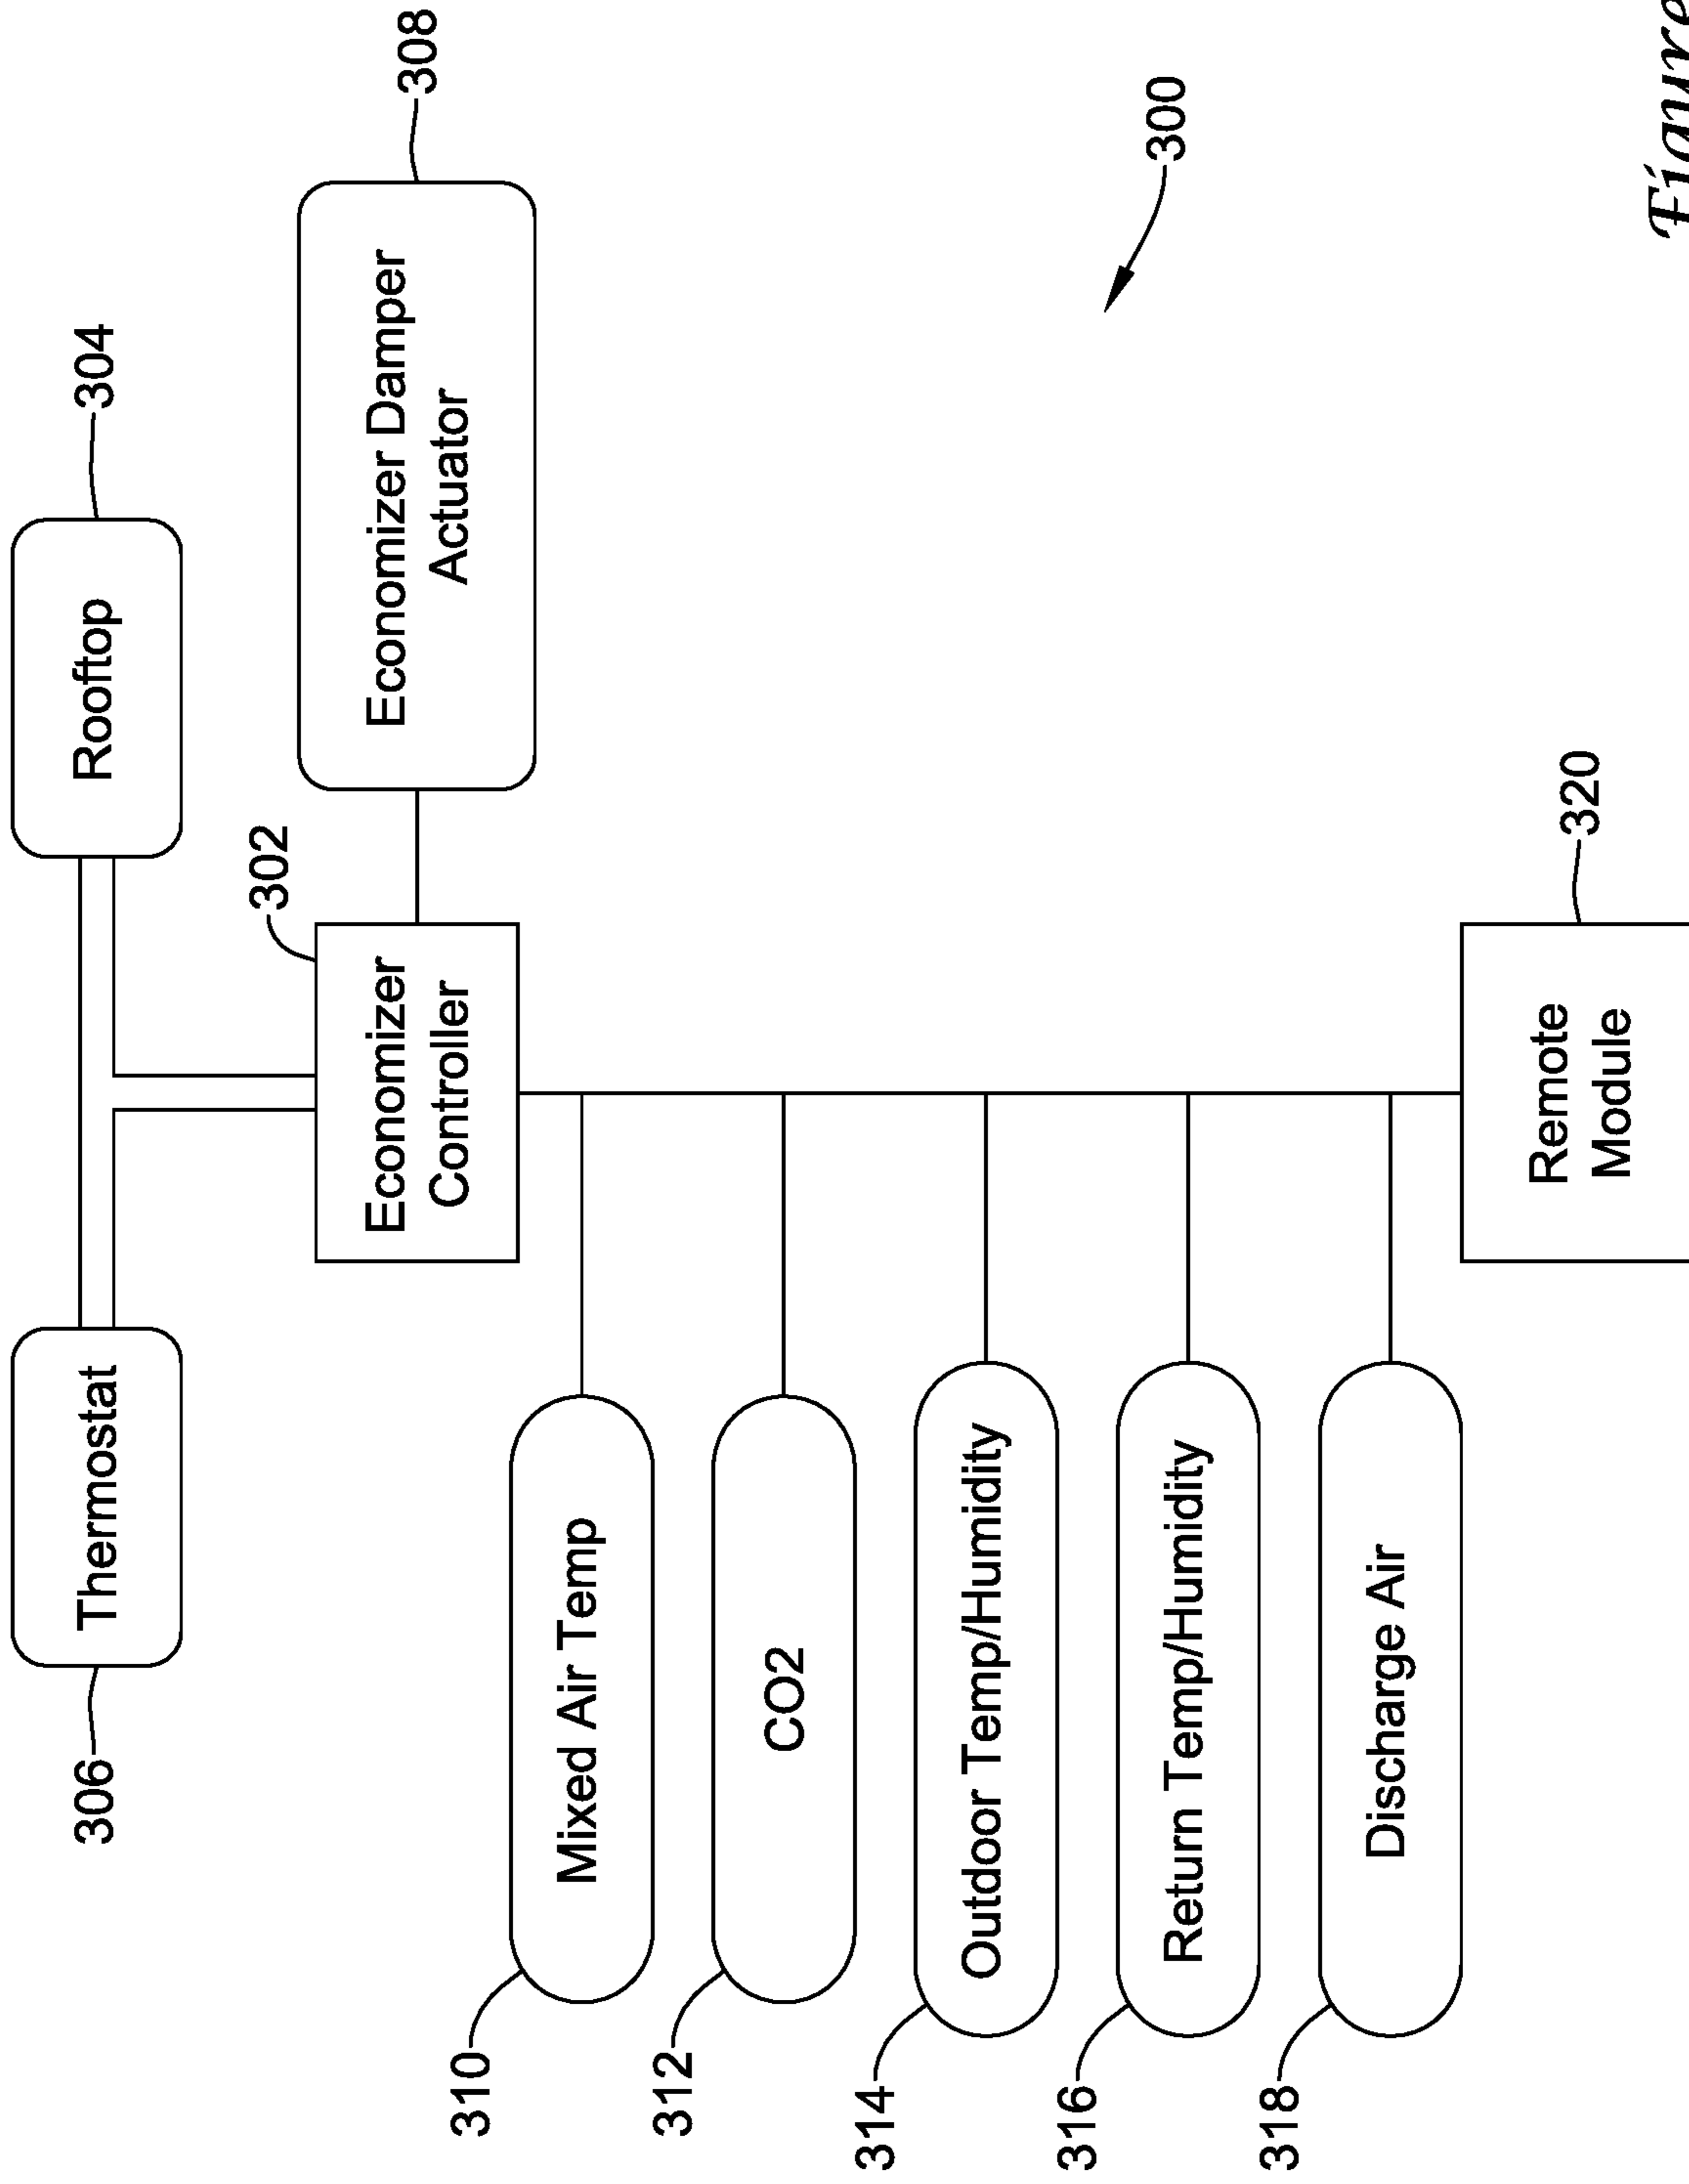 306
Thermostat
Rooftop
304
302
Economizer
Controller
Economizer Damper
Actuator
308
310
Mixed Air Temp
312
CO2
314
Outdoor Temp/Humidity
316
Return Temp/Humidity
300
318
Discharge Air
320
Remote
Module
Figure